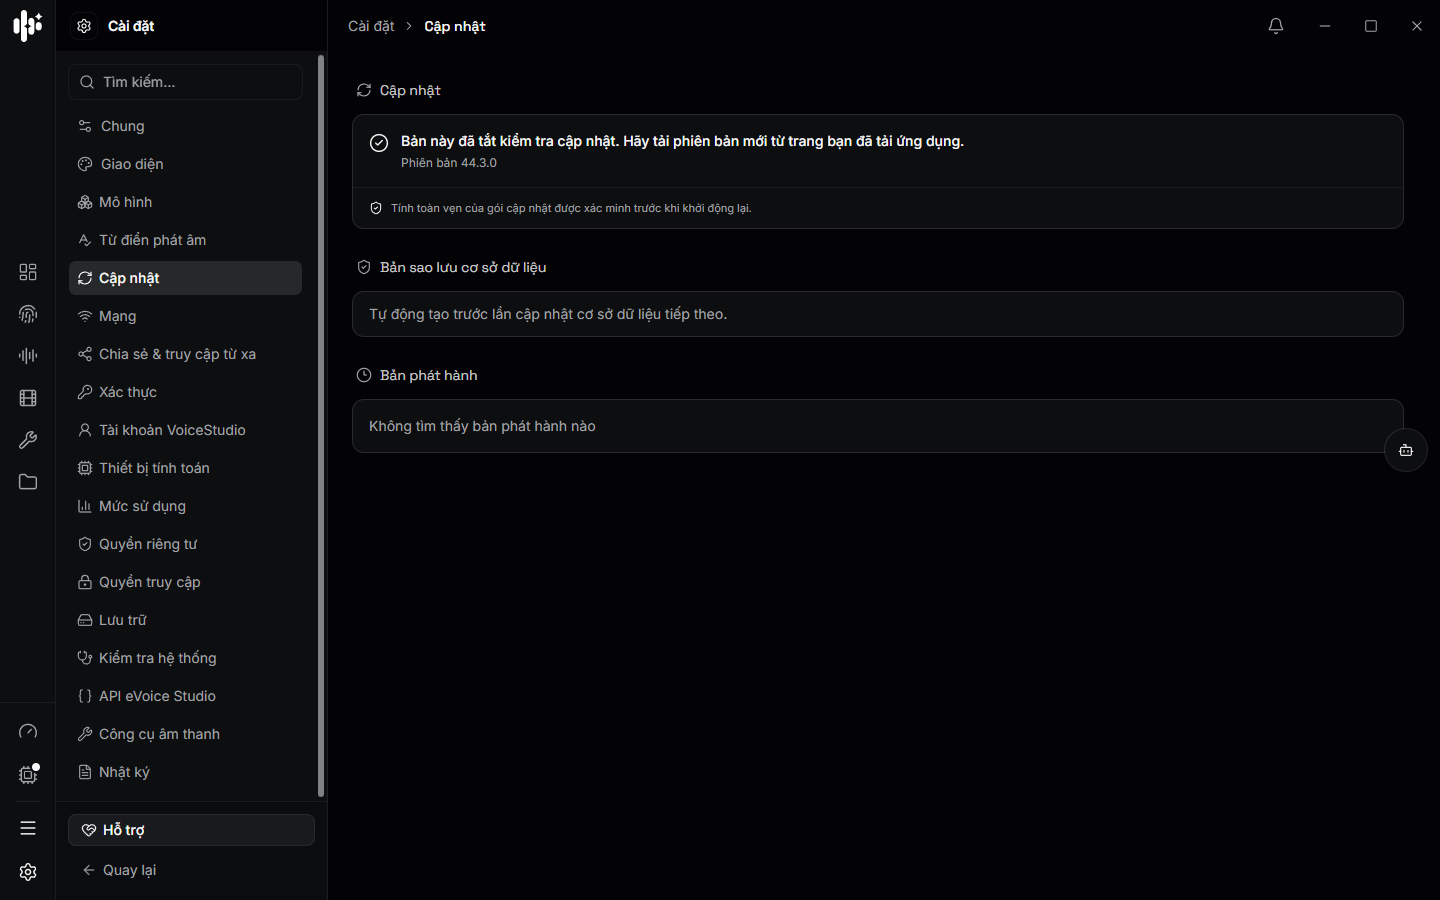 Cài đặt
Tìm kiếm...
Chung
Giao diện
Mô hình
Từ điển phát âm
Cập nhật
Mạng
Chia sẻ & truy cập từ xa
Xác thực
Tài khoản VoiceStudio
Thiết bị tính toán
Mức sử dụng
Quyền riêng tư
Quyền truy cập
Lưu trữ
Kiểm tra hệ thống
API eVoice Studio
Công cụ âm thanh
Nhật ký
Hỗ trợ
Quay lại
Cài đặt > Cập nhật
Cập nhật
Bản này đã tắt kiểm tra cập nhật. Hãy tải phiên bản mới từ trang bạn đã tải ứng dụng.
Phiên bản 44.3.0
Tính toàn vẹn của gói cập nhật được xác minh trước khi khởi động lại.
Bản sao lưu cơ sở dữ liệu
Tự động tạo trước lần cập nhật cơ sở dữ liệu tiếp theo.
Bản phát hành
Không tìm thấy bản phát hành nào